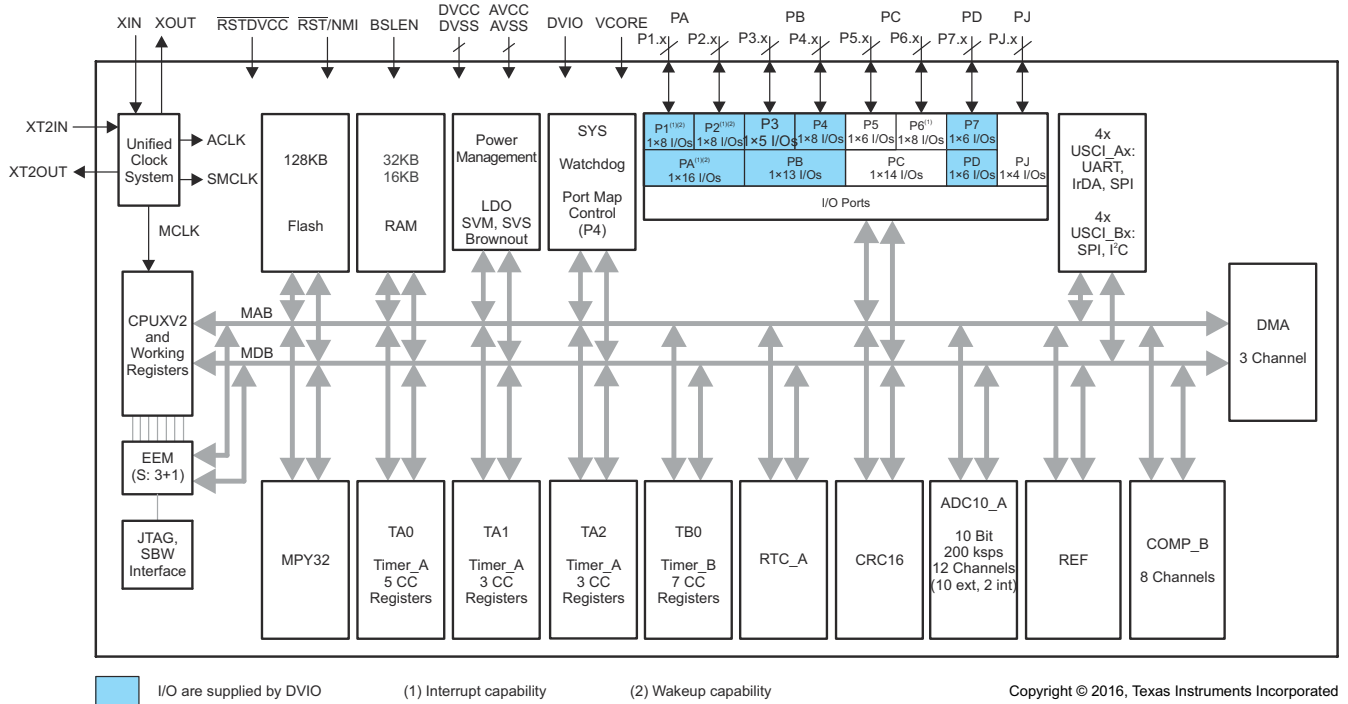 XIN
XOUT
RSTDVCC
RST/NMI
BSLEN
DVCC
DVSS
AVCC
AVSS
DVIO
VCORE
PA
PB
PC
PD
PJ
P1.x
P2.x
P3.x
P4.x
P5.x
P6.x
P7.x
PJ.x
XT2IN
XT2OUT
Unified
Clock
System
ACLK
SMCLK
MCLK
128KB
Flash
32KB
16KB
RAM
Power
Management
LDO
SVM, SVS
Brownout
SYS
Watchdog
Port Map
Control
(P4)
P1(1)(2)
1×8 I/Os
P2(1)(2)
1×8 I/Os
P3
1×5 I/Os
P4
1×8 I/Os
P5
1×6 I/Os
P6(1)
1×8 I/Os
P7
1×6 I/Os
PA(1)(2)
1×16 I/Os
PB
1×13 I/Os
PC
1×14 I/Os
PD
1×6 I/Os
PJ
1×4 I/Os
I/O Ports
4x
USCI_Ax:
UART,
IrDA, SPI
4x
USCI_Bx:
SPI, I²C
CPUXV2
and
Working
Registers
MAB
MDB
DMA
3 Channel
EEM
(S: 3+1)
JTAG,
SBW
Interface
MPY32
TA0
Timer_A
5 CC
Registers
TA1
Timer_A
3 CC
Registers
TA2
Timer_A
3 CC
Registers
TB0
Timer_B
7 CC
Registers
RTC_A
CRC16
ADC10_A
10 Bit
200 ksps
12 Channels
(10 ext, 2 int)
REF
COMP_B
8 Channels
I/O are supplied by DVIO
(1) Interrupt capability
(2) Wakeup capability
Copyright © 2016, Texas Instruments Incorporated